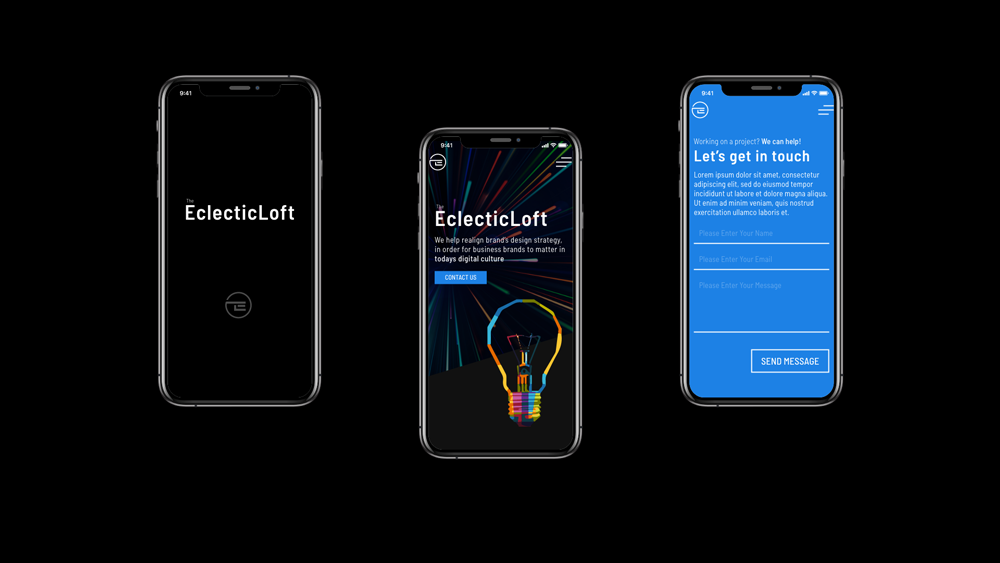 9:41
The
EclecticLoft
9:41
The
EclecticLoft
We help realign brand's design strategy,
in order for business brands to matter in
todays digital culture
CONTACT US
9:41
Working on a project? We can help!
Let's get in touch
Lorem ipsum dolor sit amet, consectetur
adipiscing elit, sed do eiusmod tempor
incididunt ut labore et dolore magna aliqua.
Ut enim ad minim veniam, quis nostrud
exercitation ullamco laboris et.
Please Enter Your Name
Please Enter Your Email
Please Enter Your Message
SEND MESSAGE